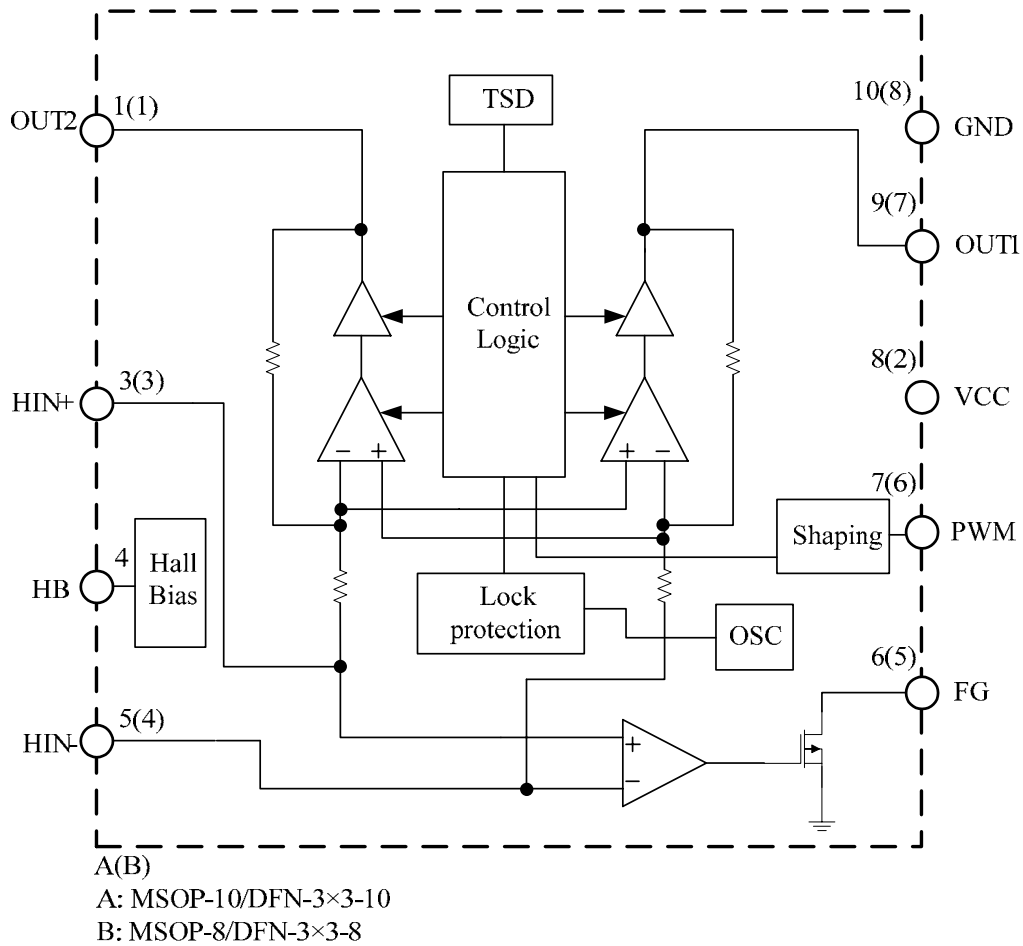 TSD
OUT2
1(1)
10(8)
GND
9(7)
OUT1
Control
Logic
8(2)
VCC
HIN+
3(3)
− +
+ −
7(6)
PWM
Shaping
HB
4
Hall
Bias
Lock
protection
OSC
6(5)
FG
HIN-
5(4)
+
−
A(B)
A: MSOP-10/DFN-3×3-10
B: MSOP-8/DFN-3×3-8